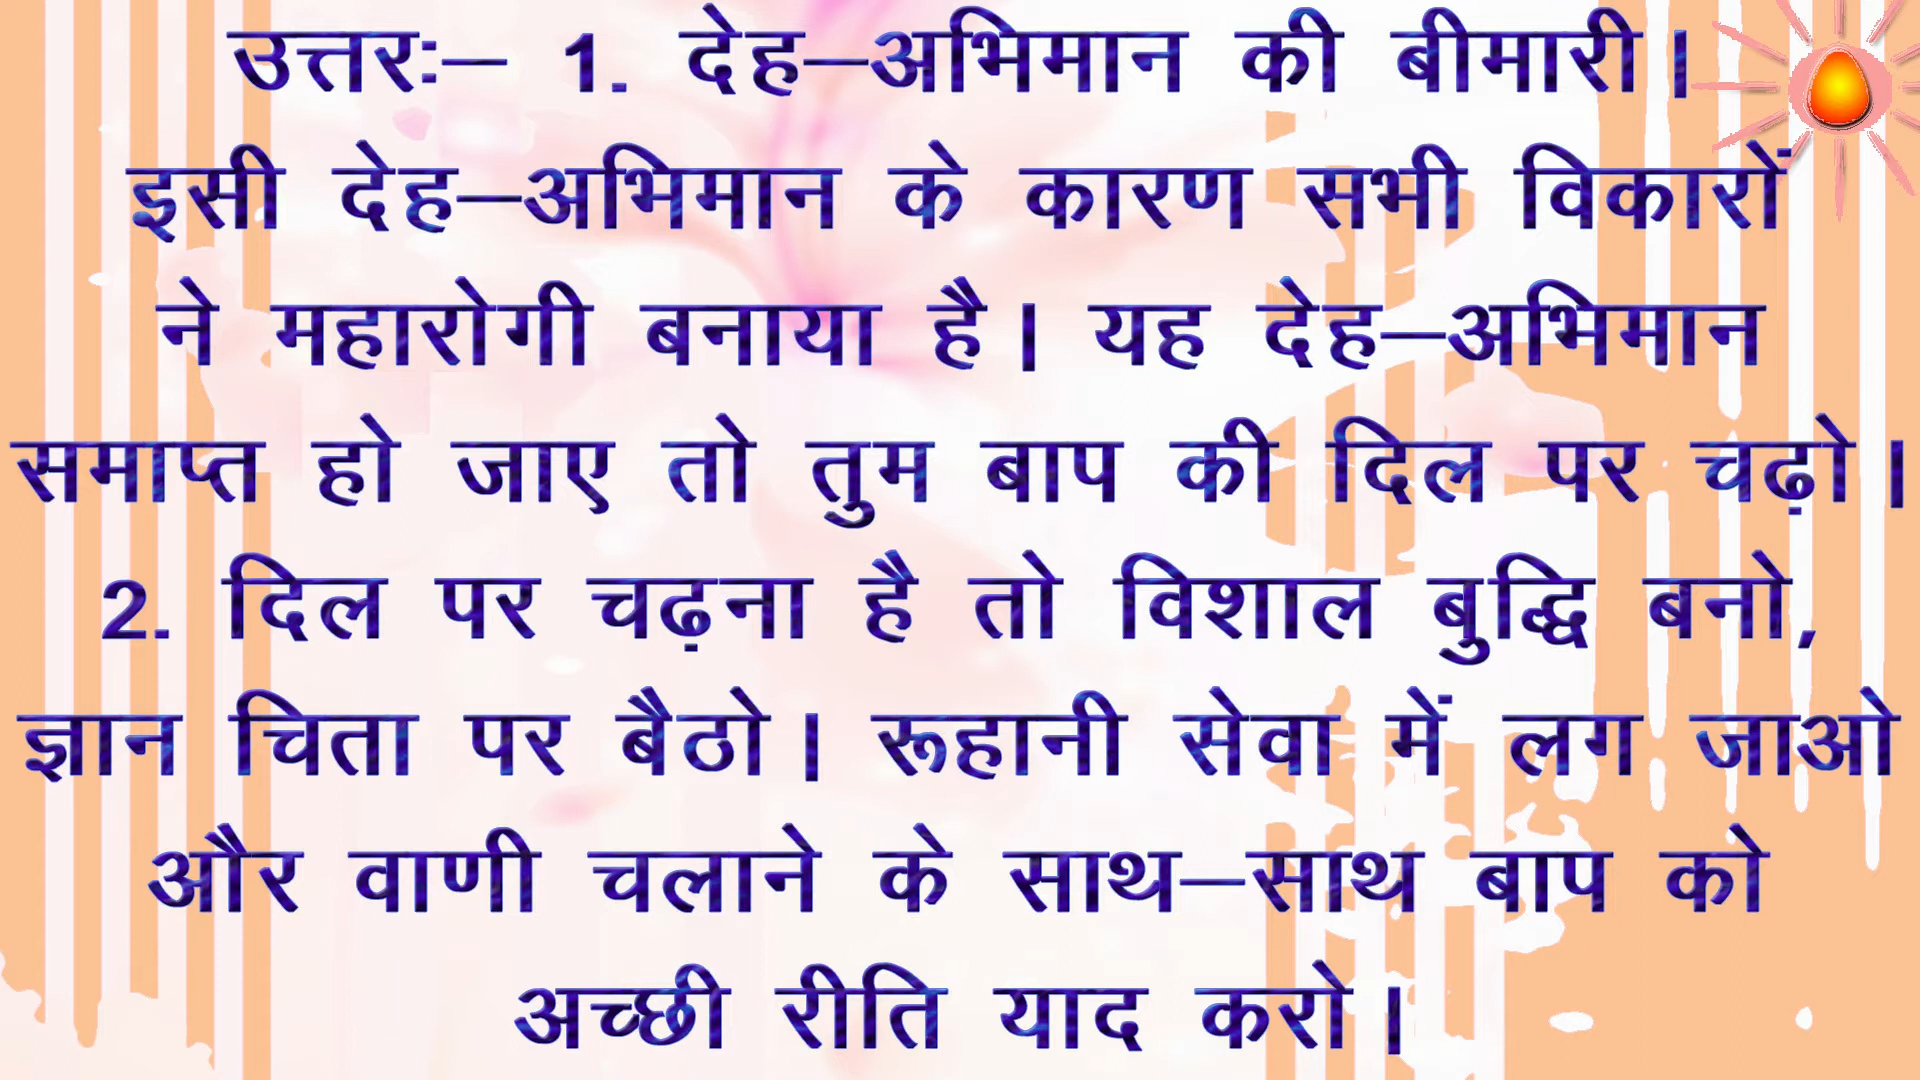 उत्तरः– 1. देह–अभिमान की बीमारी।
इसी देह–अभिमान के कारण सभी विकारों
ने महारोगी बनाया है। यह देह–अभिमान
समाप्त हो जाए तो तुम बाप की दिल पर चढ़ो।
2. दिल पर चढ़ना है तो विशाल बुद्धि बनो,
ज्ञान चिता पर बैठो। रूहानी सेवा में लग जाओ
और वाणी चलाने के साथ–साथ बाप को
अच्छी रीति याद करो।